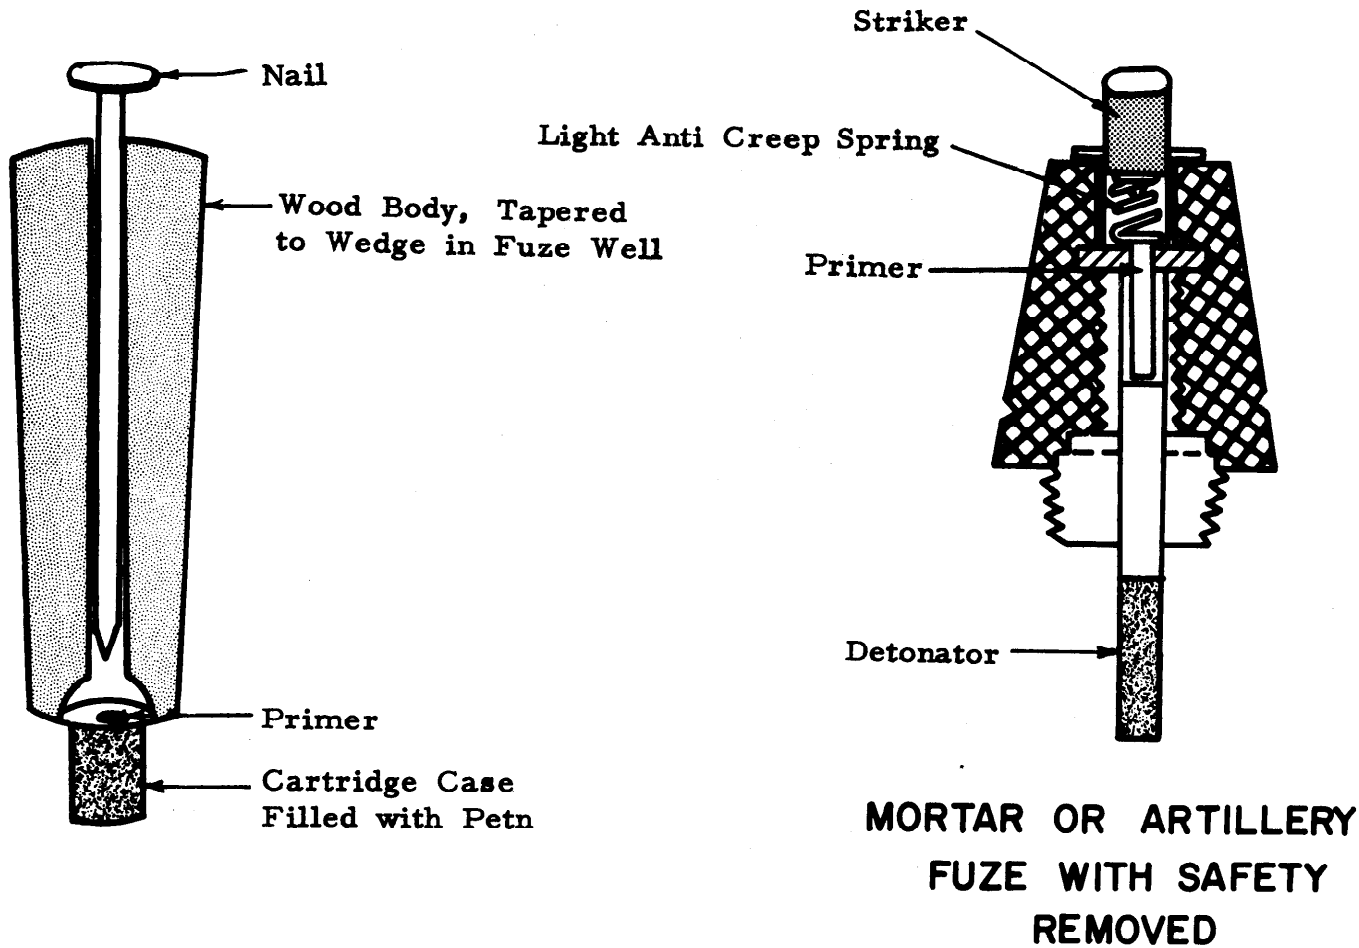 Nail
Wood Body, Tapered
to Wedge in Fuze Well
Primer
Cartridge Case
Filled with Petn
Striker
Light Anti Creep Spring
Primer
Detonator
MORTAR OR ARTILLERY
FUZE WITH SAFETY
REMOVED